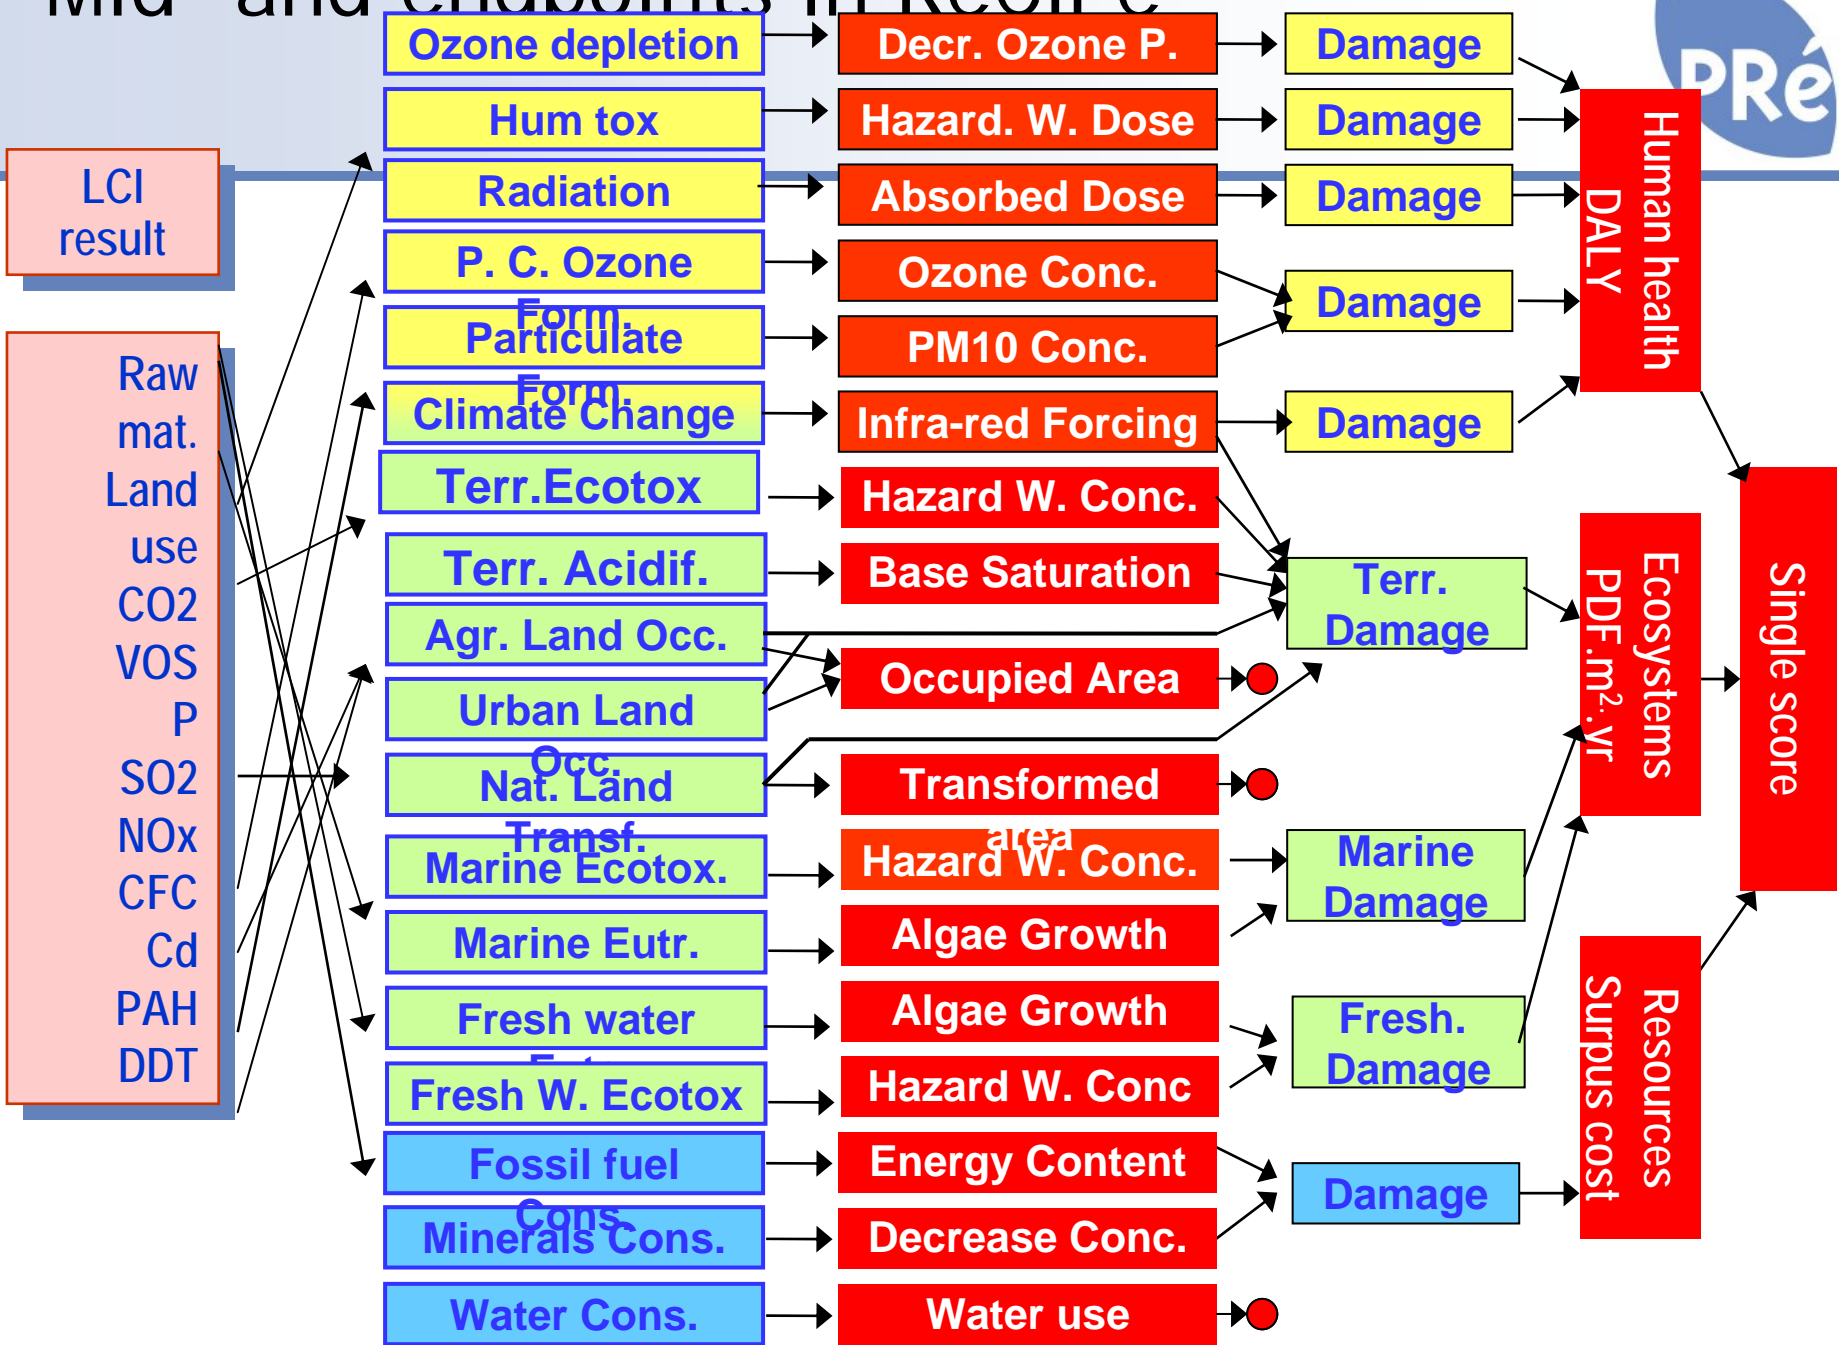 Mid- and endpoints in ReCiPe
PRé
LCI
result
Raw
mat.
Land
use
CO2
VOS
P
SO2
NOx
CFC
Cd
PAH
DDT
Ozone depletion
Hum tox
Radiation
P. C. Ozone
Form.
Particulate
Form.
Climate Change
Terr.Ecotox
Terr. Acidif.
Agr. Land Occ.
Urban Land
Occ.
Nat. Land
Transf.
Marine Ecotox.
Marine Eutr.
Fresh water
Fresh W. Ecotox
Fossil fuel
Cons.
Minerals Cons.
Water Cons.
Decr. Ozone P.
Hazard. W. Dose
Absorbed Dose
Ozone Conc.
PM10 Conc.
Infra-red Forcing
Hazard W. Conc.
Base Saturation
Occupied Area
Transformed
area
Hazard W. Conc.
Algae Growth
Algae Growth
Hazard W. Conc
Energy Content
Decrease Conc.
Water use
Damage
Damage
Damage
Damage
Damage
Terr.
Damage
Marine
Damage
Fresh.
Damage
Damage
Human health
DALY
Ecosystems
PDF.m2..yr
Resources
Surpus cost
Single score